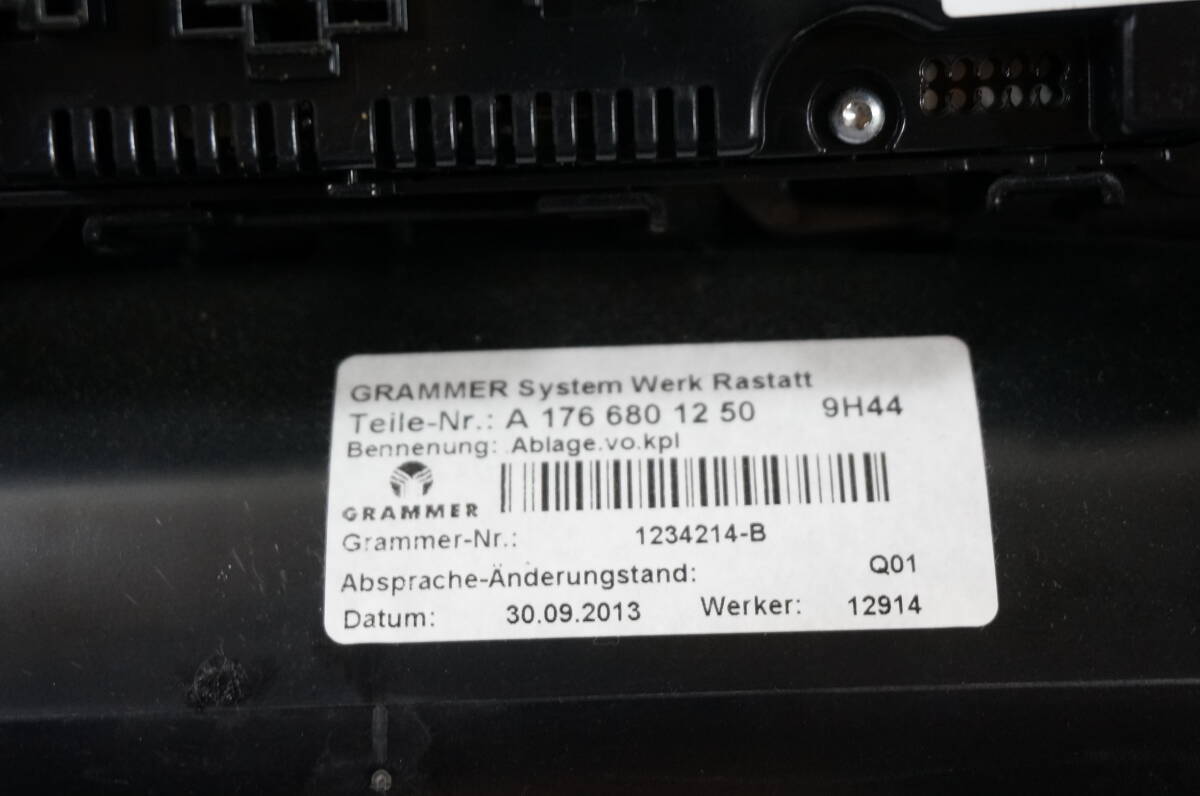 GRAMMER System Werk Rastatt
Teile-Nr.: A 176 680 12 50 9H44
Bennenung: Ablage.vo.kpl
GRAMMER
Grammer-Nr.: 1234214-B
Absprache-Änderungstand: Q01
Datum: 30.09.2013 Werker: 12914